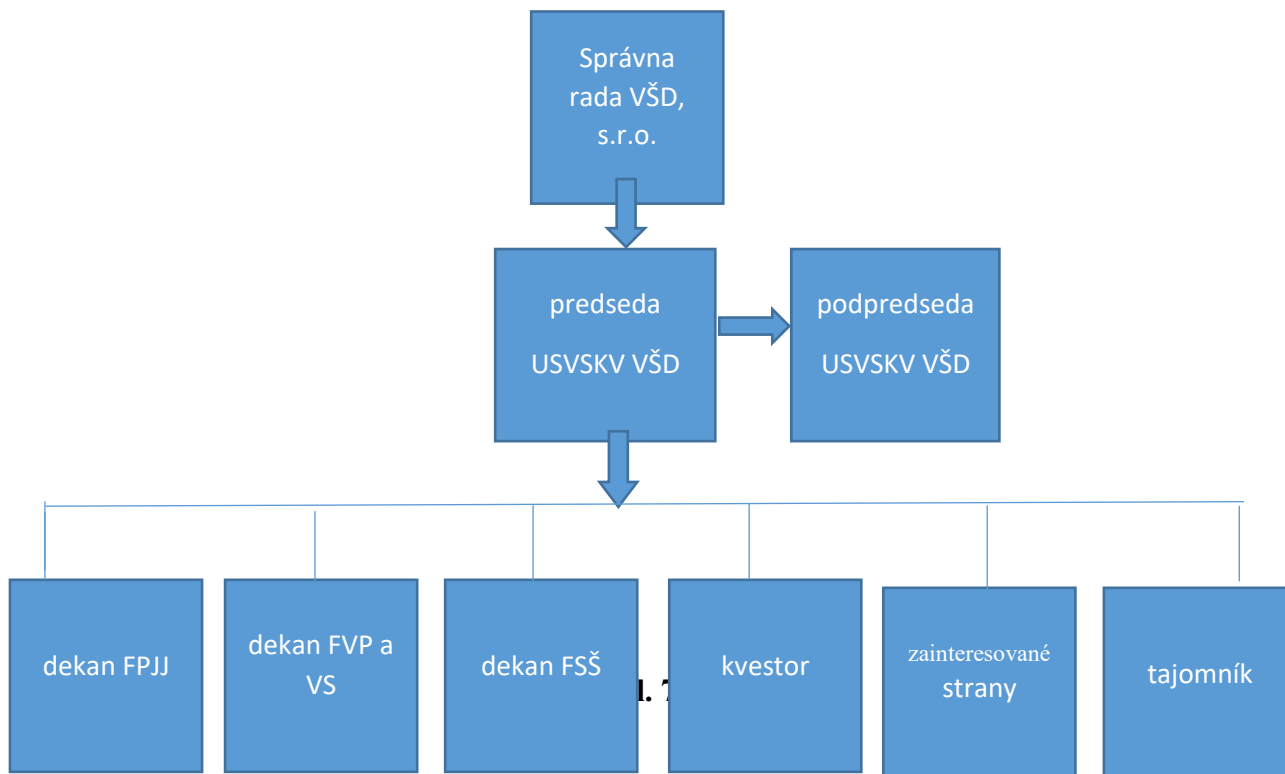 Správna
rada VŠD,
s.r.o.
predseda
USVSKV VŠD
podpredseda
USVSKV VŠD
dekan FPJJ
dekan FVP a
VS
dekan FSŠ
kvestor
zainteresované
strany
tajomník